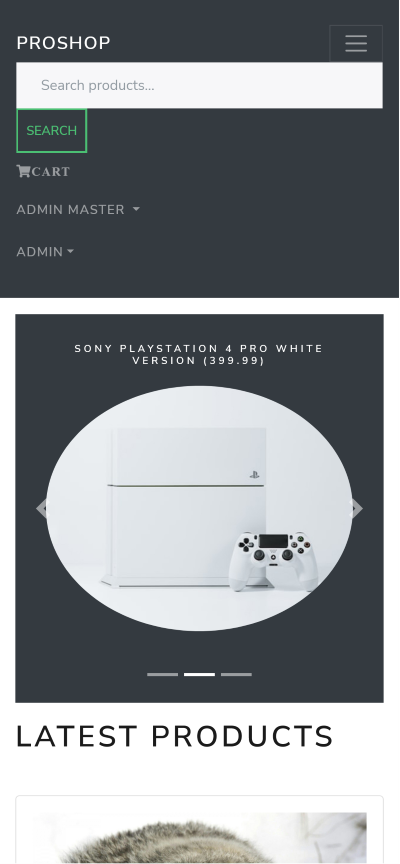 PROSHOP
Search products...
SEARCH
CART
ADMIN MASTER
ADMIN
SONY PLAYSTATION 4 PRO WHITE
VERSION (399.99)
LATEST PRODUCTS